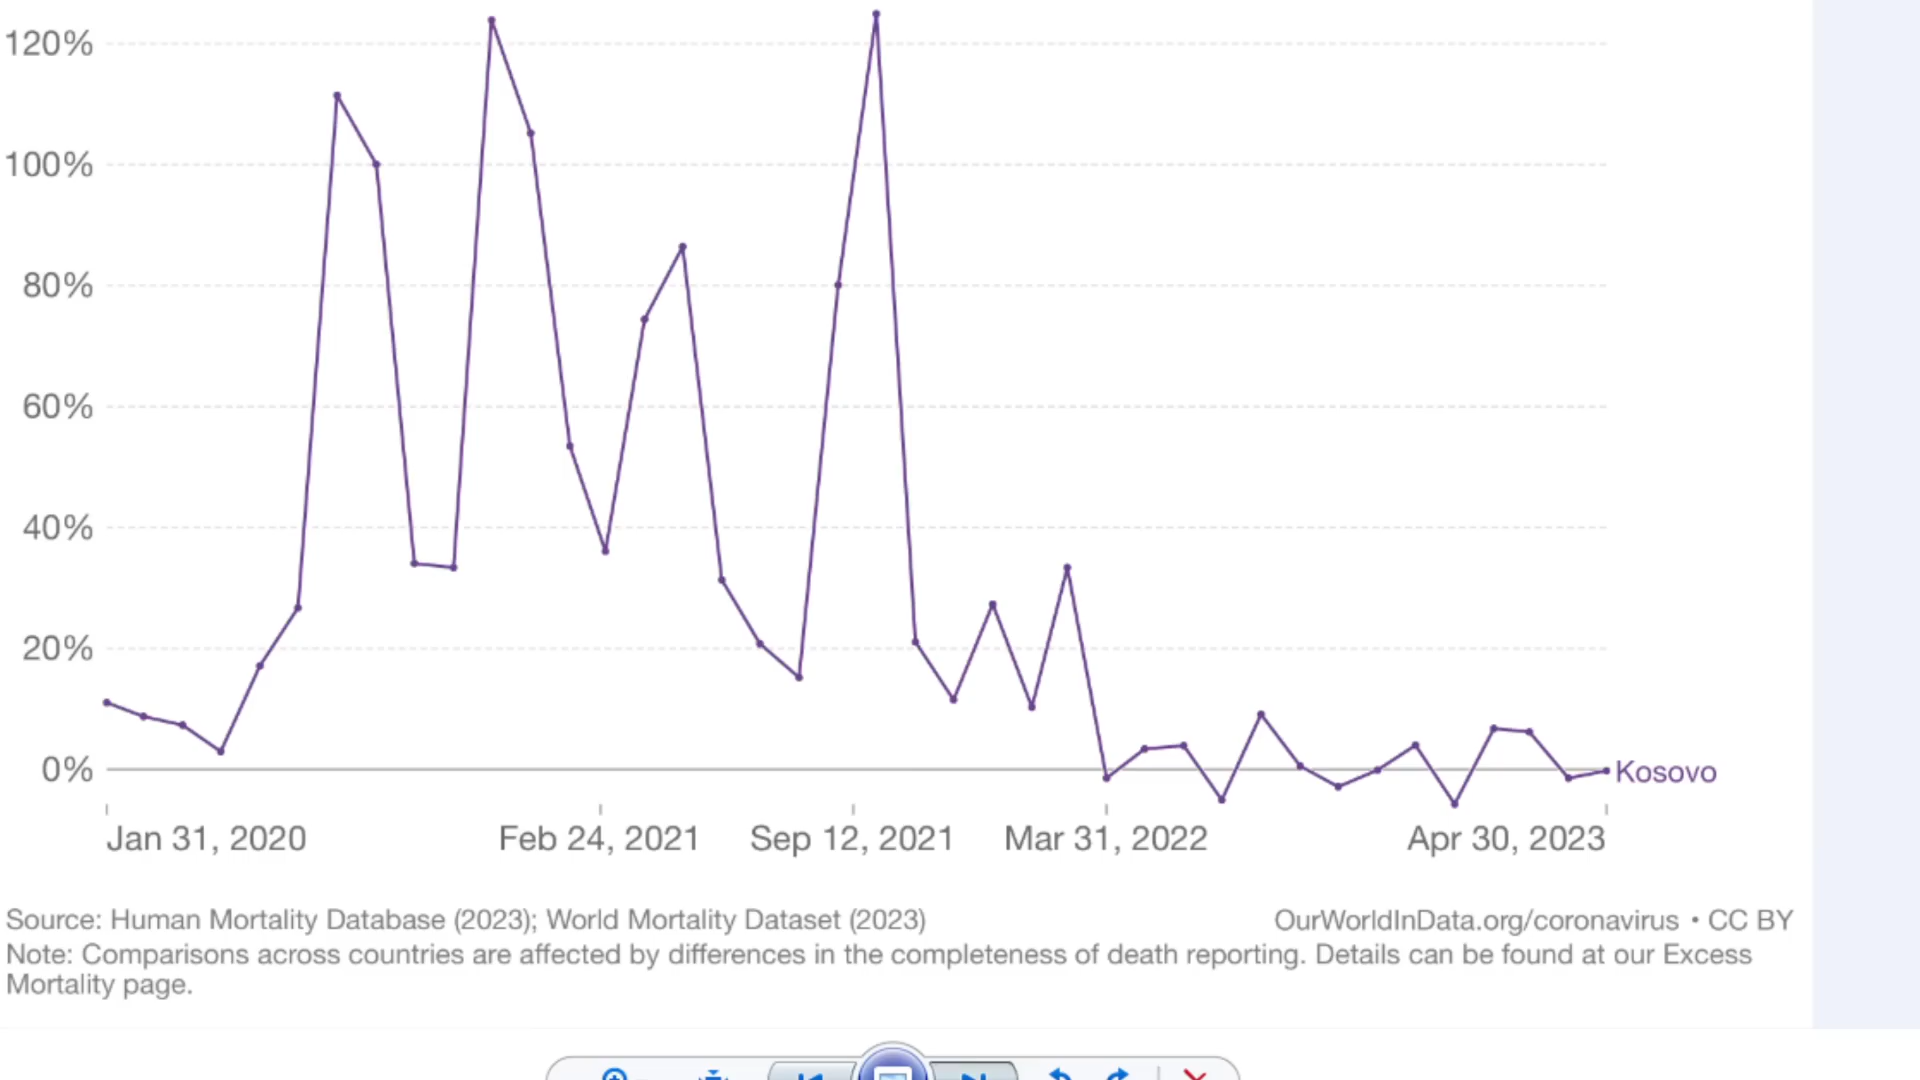 120%
100%
80%
60%
40%
20%
0%
Kosovo
Jan 31, 2020
Feb 24, 2021
Sep 12, 2021
Mar 31, 2022
Apr 30, 2023
Source: Human Mortality Database (2023); World Mortality Dataset (2023)
OurWorldInData.org/coronavirus • CC BY
Note: Comparisons across countries are affected by differences in the completeness of death reporting. Details can be found at our Excess
Mortality page.